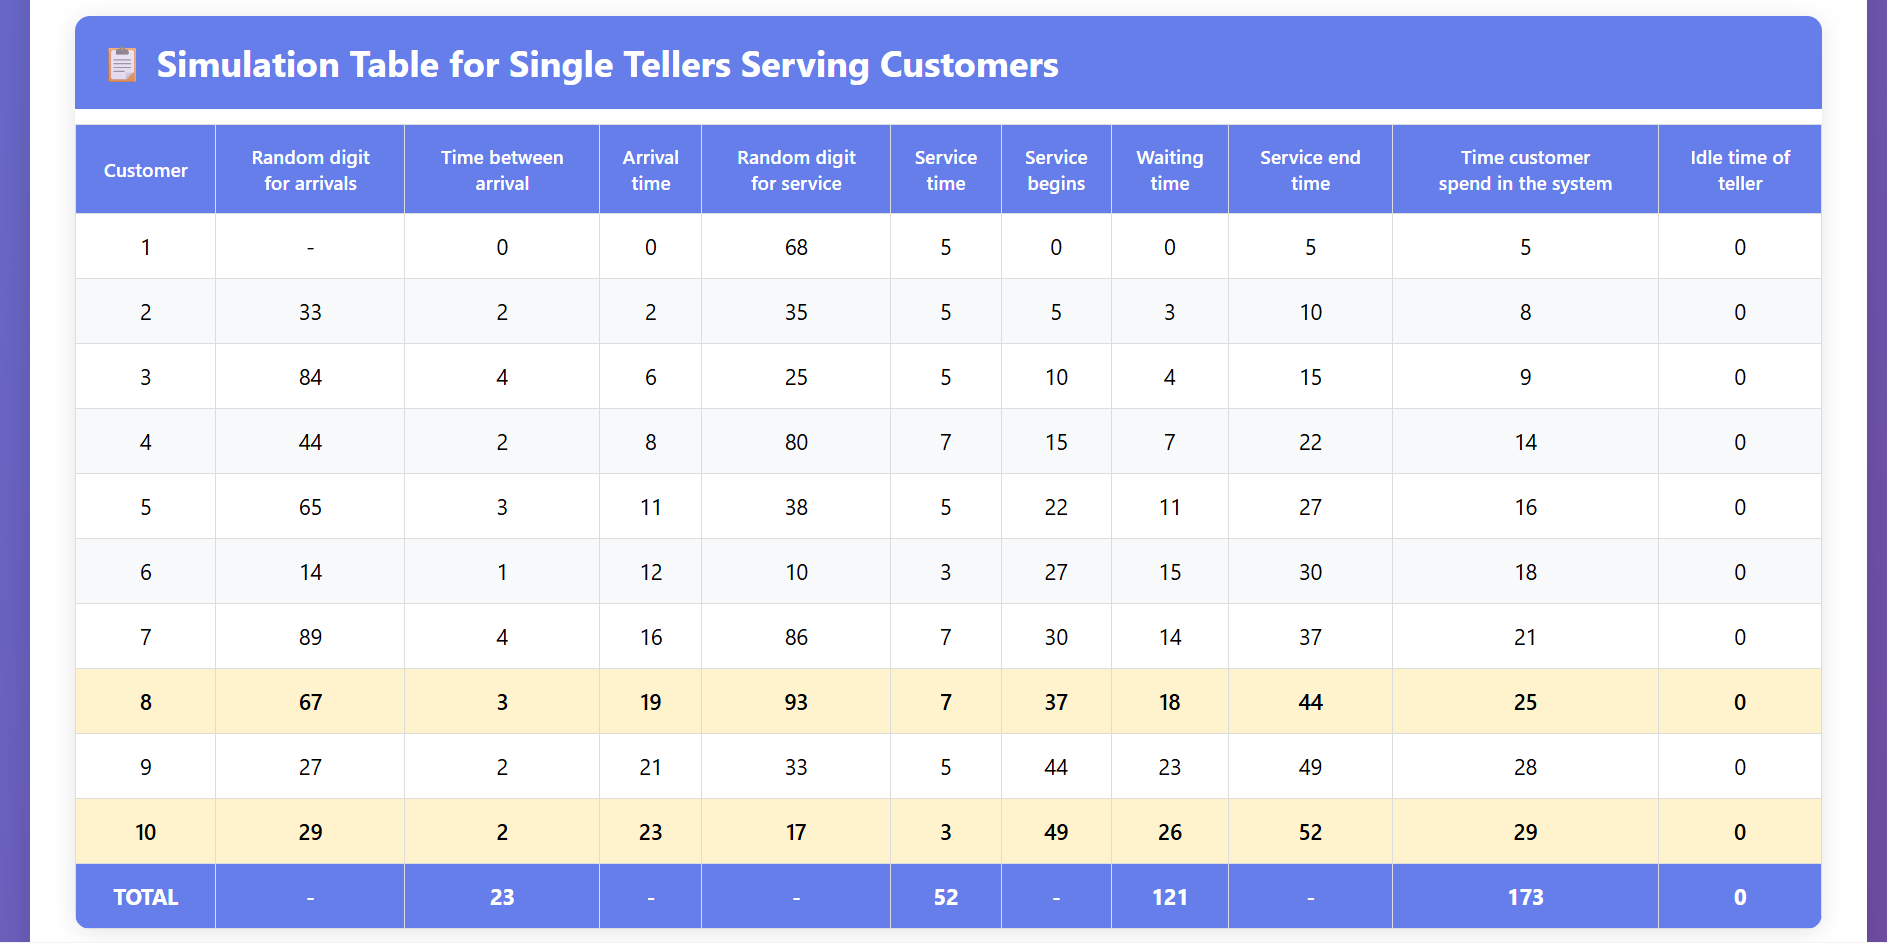 Simulation Table for Single Tellers Serving Customers
Customer | Random digit for arrivals | Time between arrival | Arrival time | Random digit for service | Service time | Service begins | Waiting time | Service end time | Time customer spend in the system | Idle time of teller
1 | - | 0 | 0 | 68 | 5 | 0 | 0 | 5 | 5 | 0
2 | 33 | 2 | 2 | 35 | 5 | 5 | 3 | 10 | 8 | 0
3 | 84 | 4 | 6 | 25 | 5 | 10 | 4 | 15 | 9 | 0
4 | 44 | 2 | 8 | 80 | 7 | 15 | 7 | 22 | 14 | 0
5 | 65 | 3 | 11 | 38 | 5 | 22 | 11 | 27 | 16 | 0
6 | 14 | 1 | 12 | 10 | 3 | 27 | 15 | 30 | 18 | 0
7 | 89 | 4 | 16 | 86 | 7 | 30 | 14 | 37 | 21 | 0
8 | 67 | 3 | 19 | 93 | 7 | 37 | 18 | 44 | 25 | 0
9 | 27 | 2 | 21 | 33 | 5 | 44 | 23 | 49 | 28 | 0
10 | 29 | 2 | 23 | 17 | 3 | 49 | 26 | 52 | 29 | 0
TOTAL | - | 23 | - | - | 52 | - | 121 | - | 173 | 0